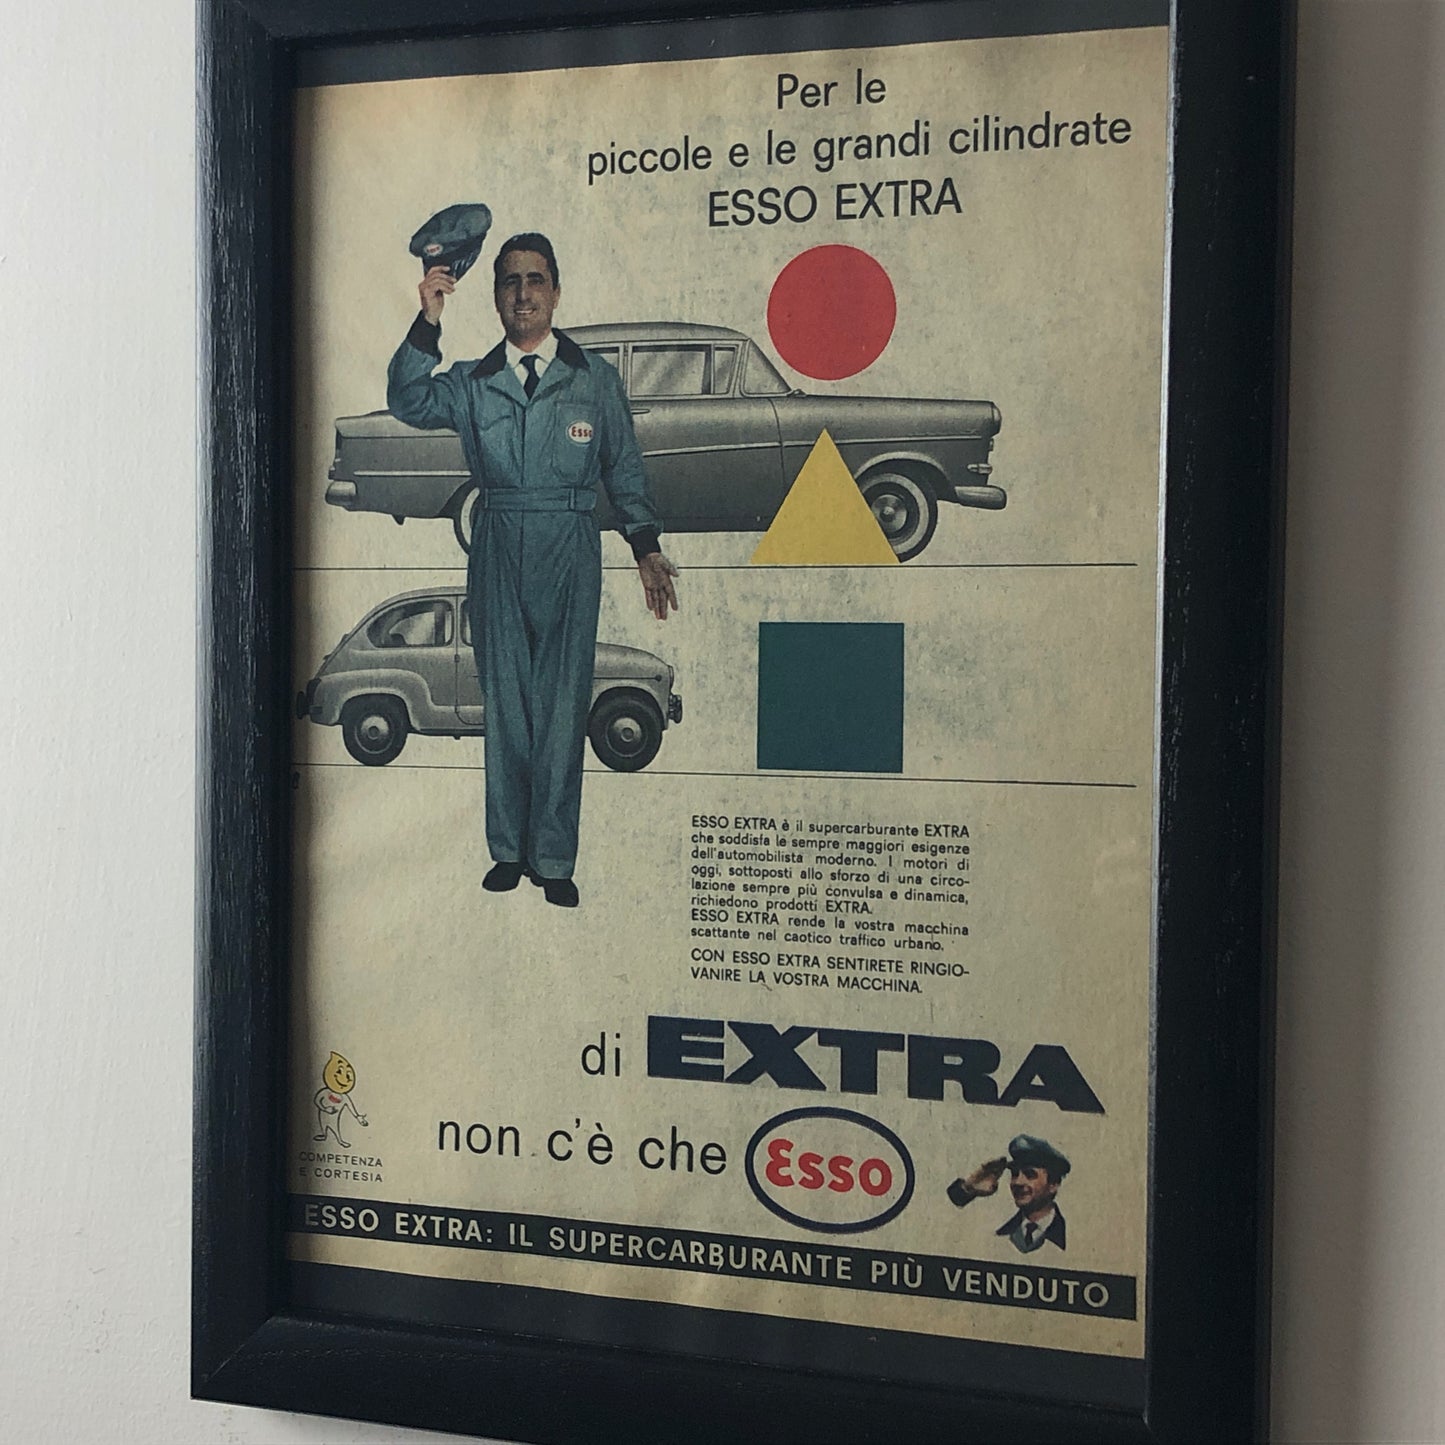 Per le
piccole e le grandi cilindrate
ESSO EXTRA
Esso
Esso
ESSO EXTRA è il supercarburante EXTRA
che soddisfa le sempre maggiori esigenze
dell'automobilista moderno. I motori di
oggi, sottoposti allo sforzo di una circo-
lazione sempre più convulsa e dinamica,
richiedono prodotti EXTRA.
ESSO EXTRA rende la vostra macchina
scattante nel caotico traffico urbano.
CON ESSO EXTRA SENTIRETE RINGIO-
VANIRE LA VOSTRA MACCHINA.
di EXTRA
non c'è che Esso
COMPETENZA
E CORTESIA
ESSO EXTRA: IL SUPERCARBURANTE PIÙ VENDUTO